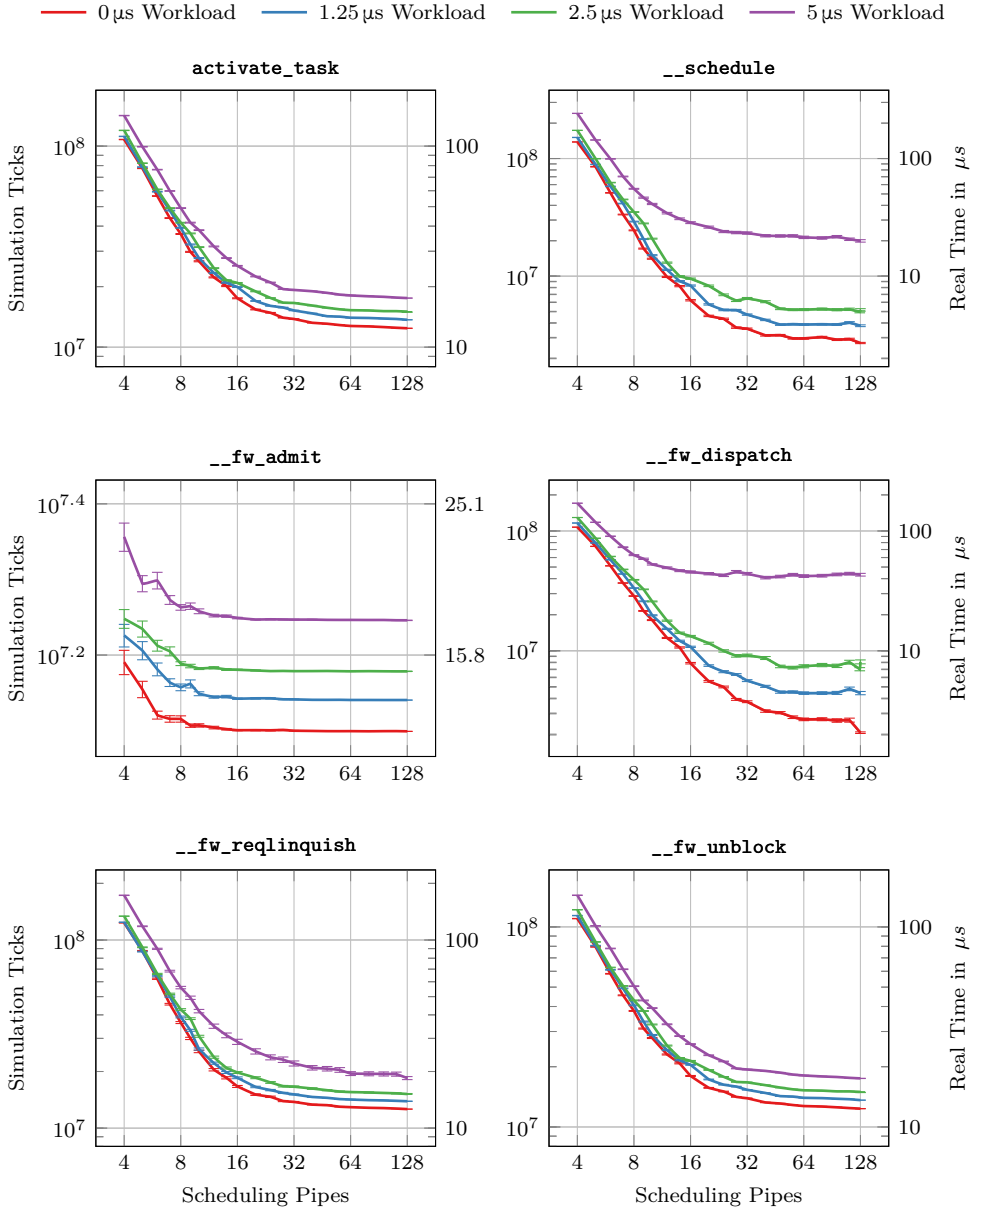 0 µs Workload 1.25 µs Workload 2.5 µs Workload 5 µs Workload
activate_task
Simulation Ticks
10^8
10^7
100
10
4 8 16 32 64 128
__schedule
10^8
10^7
100
10
Real Time in µs
4 8 16 32 64 128
__fw_admit
Simulation Ticks
10^7.4
10^7.2
25.1
15.8
4 8 16 32 64 128
__fw_dispatch
10^8
10^7
100
10
Real Time in µs
4 8 16 32 64 128
__fw_reqlinquish
Simulation Ticks
10^8
10^7
100
10
4 8 16 32 64 128
Scheduling Pipes
__fw_unblock
10^8
10^7
100
10
Real Time in µs
4 8 16 32 64 128
Scheduling Pipes